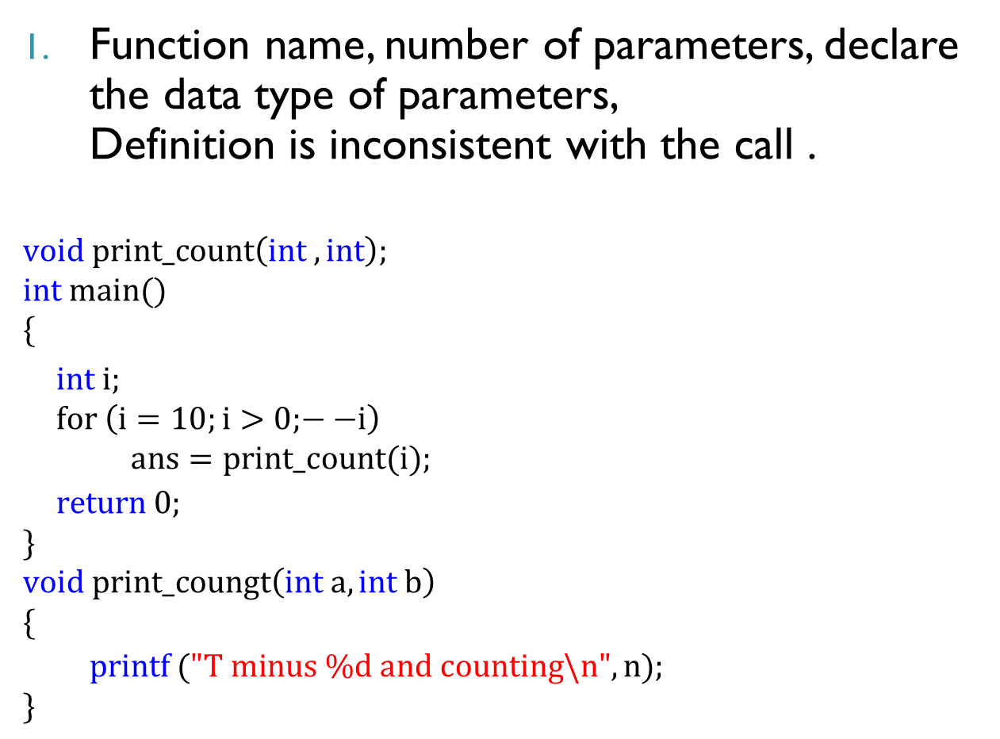 1. Function name, number of parameters, declare
the data type of parameters,
Definition is inconsistent with the call .
void print_count(int , int);
int main()
{
int i;
for (i = 10; i > 0;− −i)
ans = print_count(i);
return 0;
}
void print_coungt(int a, int b)
{
printf ("T minus %d and counting\n", n);
}